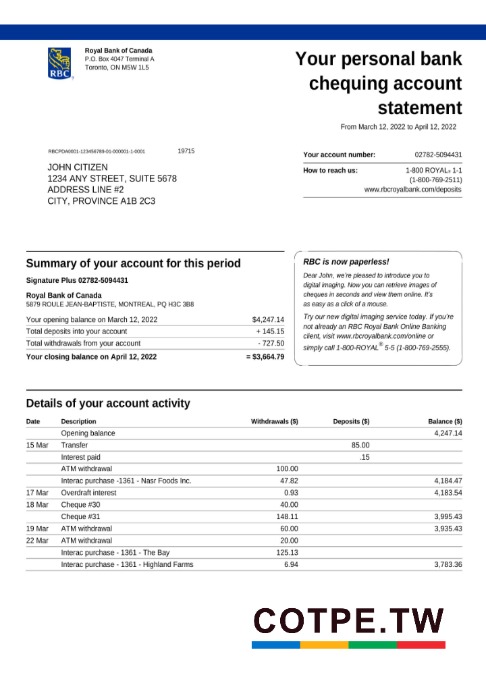 Royal Bank of Canada
P.O. Box 4047 Terminal A
Toronto, ON M5W 1L5
RBC
Your personal bank
chequing account
statement
From March 12, 2022 to April 12, 2022
RBCPDA0001-123456789-01-000001-1-0001 19715
JOHN CITIZEN
1234 ANY STREET, SUITE 5678
ADDRESS LINE #2
CITY, PROVINCE A1B 2C3
Your account number: 02782-5094431
How to reach us: 1-800 ROYAL® 1-1
(1-800-769-2511)
www.rbcroyalbank.com/deposits
Summary of your account for this period
Signature Plus 02782-5094431
Royal Bank of Canada
5879 ROULE JEAN-BAPTISTE, MONTREAL, PQ H3C 3B8
Your opening balance on March 12, 2022 $4,247.14
Total deposits into your account + 145.15
Total withdrawals from your account - 727.50
Your closing balance on April 12, 2022 = $3,664.79
RBC is now paperless!
Dear John, we're pleased to introduce you to
digital imaging. Now you can retrieve images of
cheques in seconds and view them online. It's
as easy as a click of a mouse.
Try our new digital imaging service today. If you're
not already an RBC Royal Bank Online Banking
client, visit www.rbcroyalbank.com/online or
simply call 1-800-ROYAL® 5-5 (1-800-769-2555).
Details of your account activity
Date Description Withdrawals ($) Deposits ($) Balance ($)
Opening balance 4,247.14
15 Mar Transfer 85.00
Interest paid .15
ATM withdrawal 100.00
Interac purchase -1361 - Nasr Foods Inc. 47.82 4,184.47
17 Mar Overdraft interest 0.93 4,183.54
18 Mar Cheque #30 40.00
Cheque #31 148.11 3,995.43
19 Mar ATM withdrawal 60.00 3,935.43
22 Mar ATM withdrawal 20.00
Interac purchase - 1361 - The Bay 125.13
Interac purchase - 1361 - Highland Farms 6.94 3,783.36
COTPE.TW